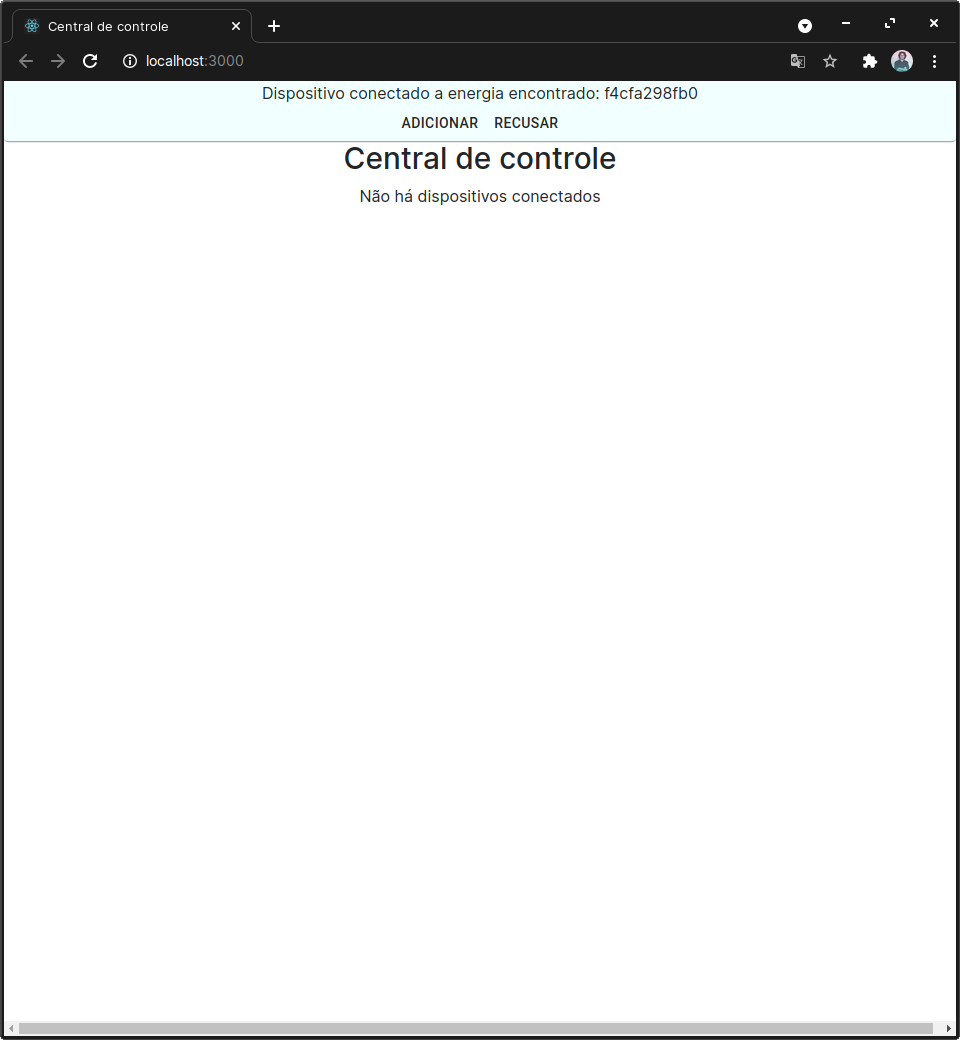 Central de controle
localhost:3000
Dispositivo conectado a energia encontrado: f4cfa298fb0
ADICIONAR RECUSAR
Central de controle
Não há dispositivos conectados